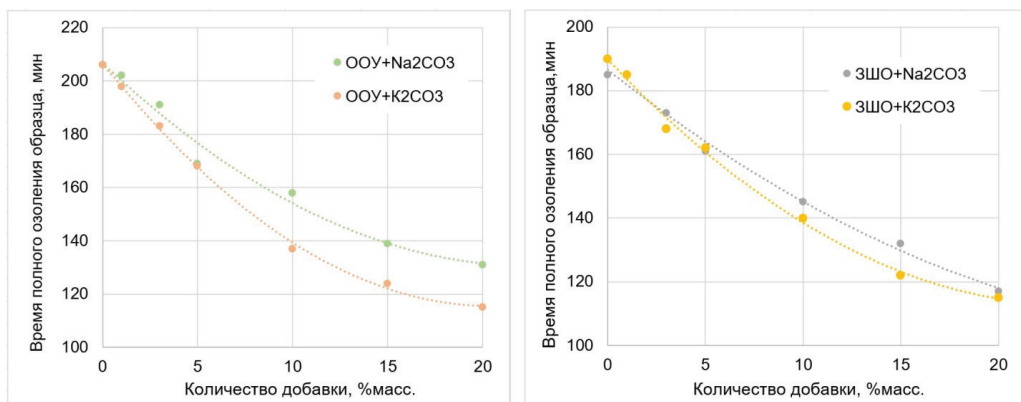 220
200
180
160
140
120
100
0
5
10
15
20
Время полного озоления образца, мин
Количество добавки, %масс.
ООУ+Na2CO3
ООУ+K2CO3
200
180
160
140
120
100
0
5
10
15
20
Время полного озоления образца,мин
Количество добавки, %масс.
ЗШО+Na2CO3
ЗШО+K2CO3